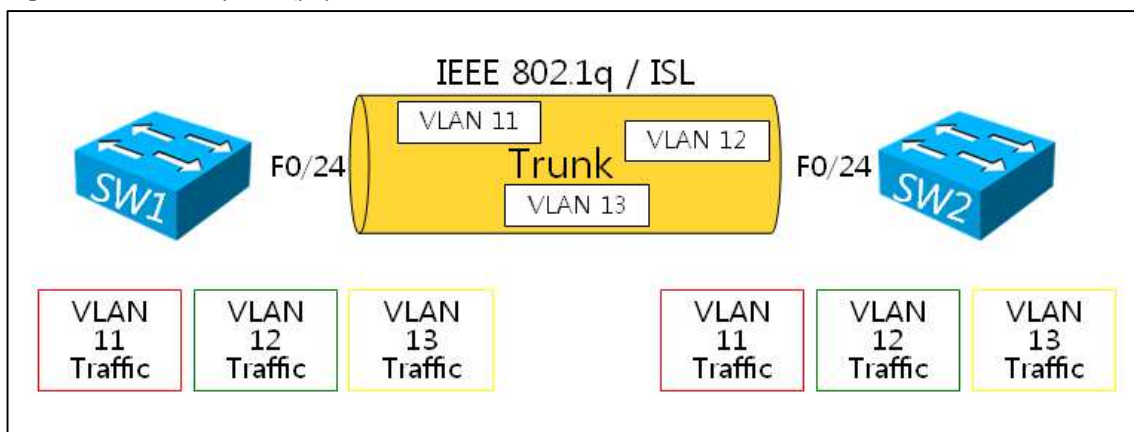 IEEE 802.1q / ISL
VLAN 11
VLAN 12
F0/24
Trunk
F0/24
VLAN 13
SW1
SW2
VLAN
11
Traffic
VLAN
12
Traffic
VLAN
13
Traffic
VLAN
11
Traffic
VLAN
12
Traffic
VLAN
13
Traffic